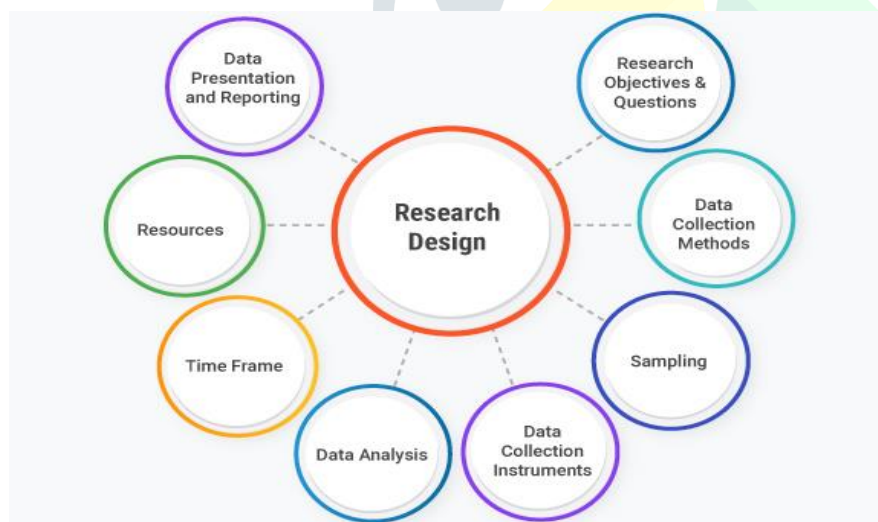 Data
Presentation
and Reporting
Research
Objectives &
Questions
Resources
Research
Design
Data
Collection
Methods
Time Frame
Sampling
Data Analysis
Data
Collection
Instruments